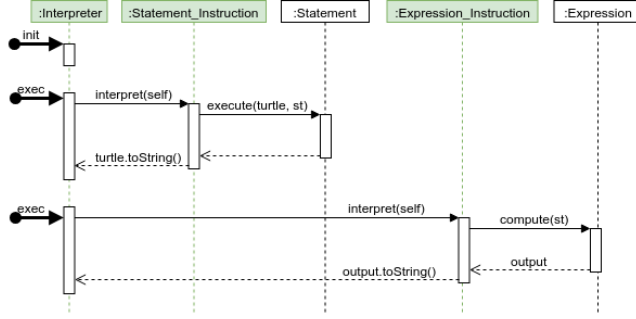 :Interpreter :Statement_Instruction :Statement :Expression_Instruction :Expression
init
exec
interpret(self)
execute(turtle, st)
turtle.toString()
exec
interpret(self)
compute(st)
output
output.toString()